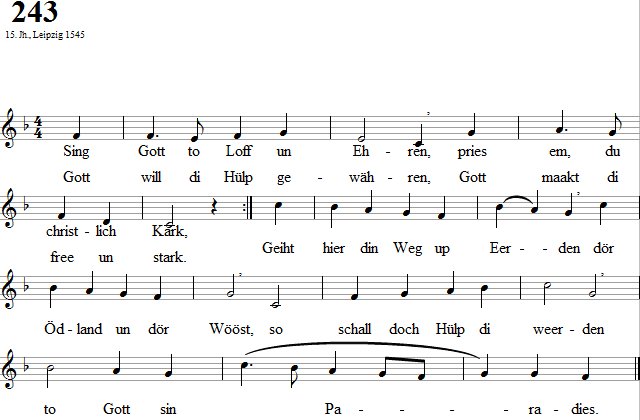 243
15. Jh., Leipzig 1545
4
4
Sing Gott to Loff un Eh - ren, pries em, du
Gott will di Hülp ge - wäh - ren, Gott maakt di
christ - lich Kark,
free un stark.
Geiht hier din Weg up Eer - - den dör
Öd - land un dör Wööst, so schall doch Hülp di weer - den
to Gott sin Pa - - - - ra - dies.